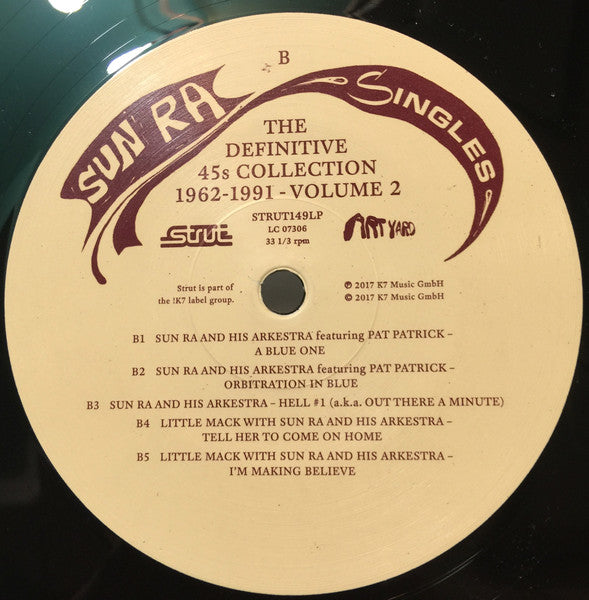 B
SUN RA
SINGLES
THE
DEFINITIVE
45s COLLECTION
1962-1991 - VOLUME 2
STRUT149LP
Strut
LC 07306
ART YARD
33 1/3 rpm
Strut is part of
the !K7 label group.
℗ 2017 K7 Music GmbH
© 2017 K7 Music GmbH
B1 SUN RA AND HIS ARKESTRA featuring PAT PATRICK –
A BLUE ONE
B2 SUN RA AND HIS ARKESTRA featuring PAT PATRICK –
ORBITRATION IN BLUE
B3 SUN RA AND HIS ARKESTRA – HELL #1 (a.k.a. OUT THERE A MINUTE)
B4 LITTLE MACK WITH SUN RA AND HIS ARKESTRA –
TELL HER TO COME ON HOME
B5 LITTLE MACK WITH SUN RA AND HIS ARKESTRA –
I'M MAKING BELIEVE